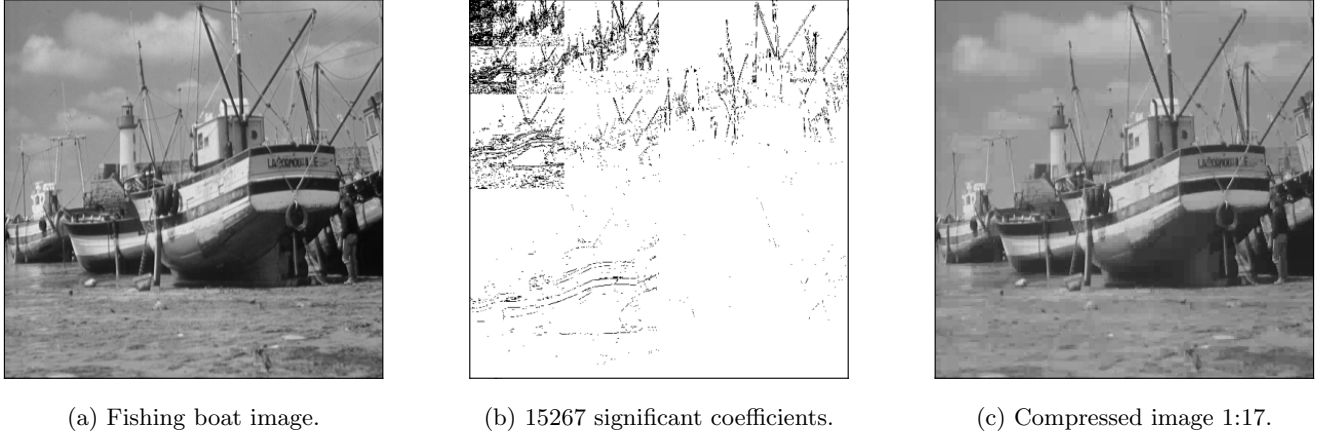 (a) Fishing boat image.
(b) 15267 significant coefficients.
(c) Compressed image 1:17.